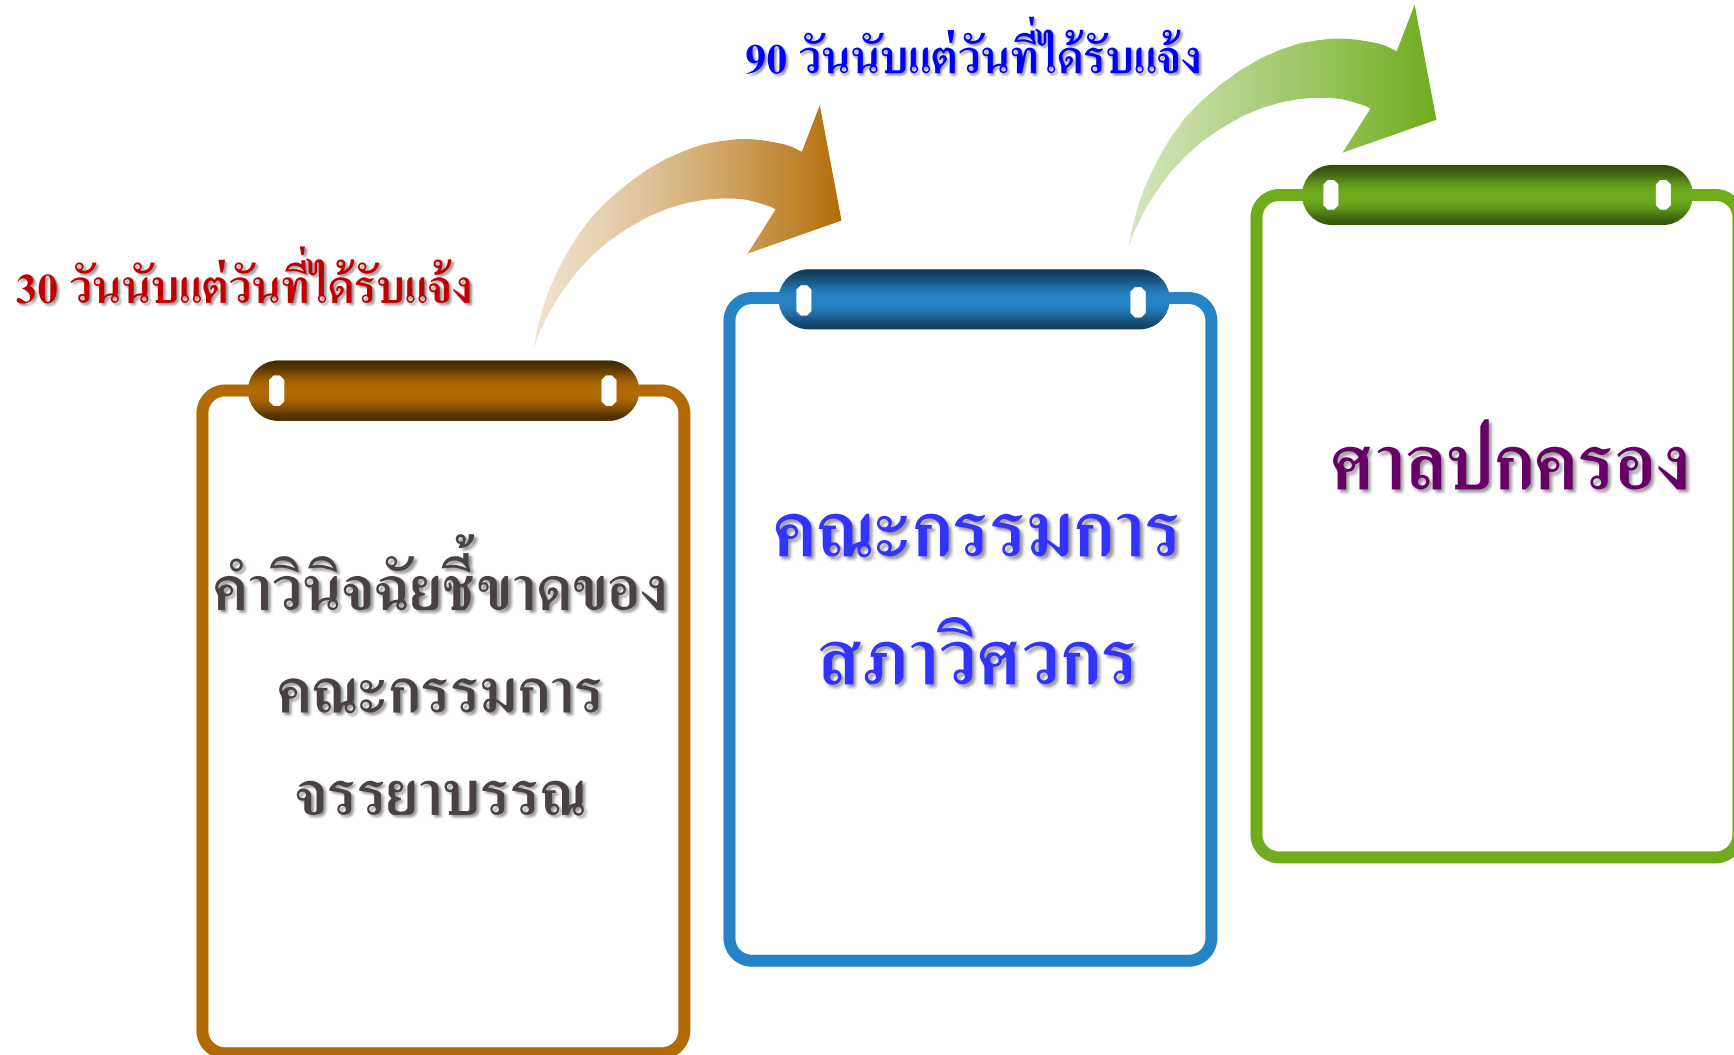 90 วันนับแต่วันที่ได้รับแจ้ง
30 วันนับแต่วันที่ได้รับแจ้ง
คำวินิจฉัยชี้ขาดของ
คณะกรรมการ
จรรยาบรรณ
คณะกรรมการ
สภาวิศวกร
ศาลปกครอง